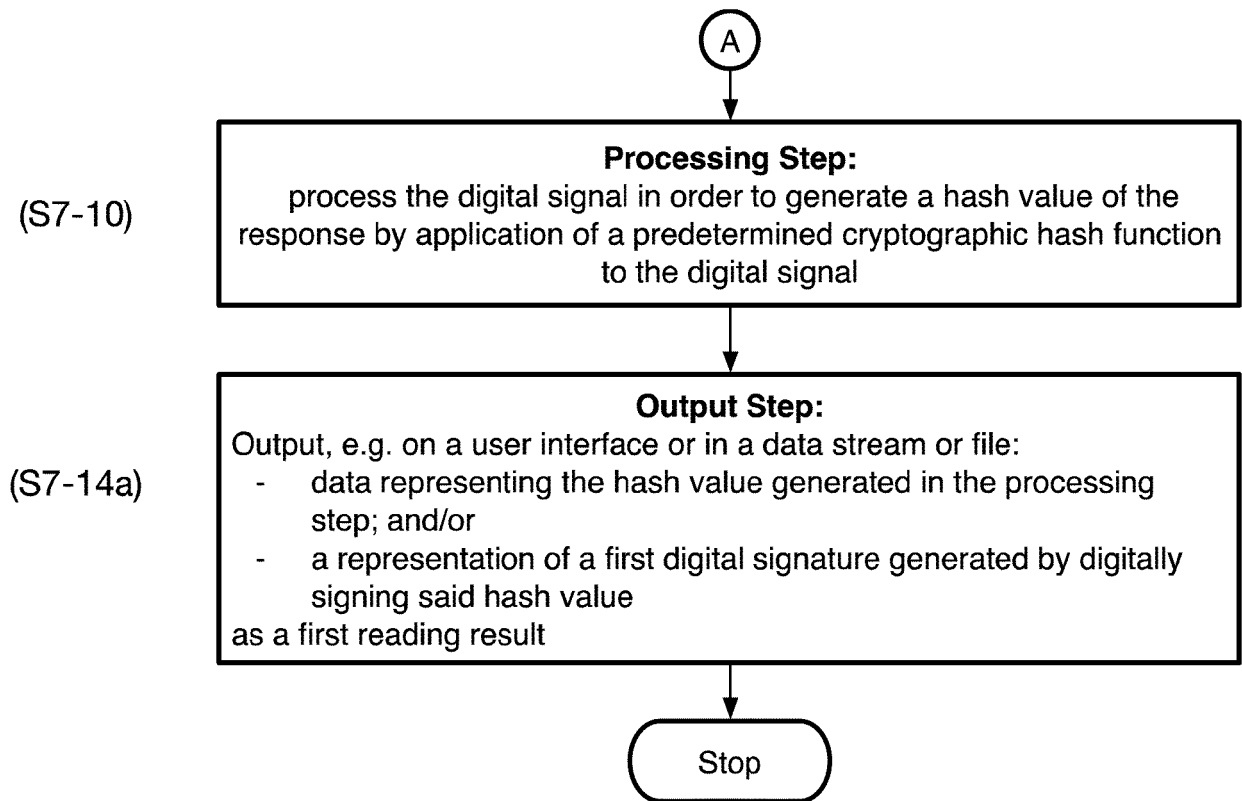 A
(S7-10)
Processing Step:
process the digital signal in order to generate a hash value of the
response by application of a predetermined cryptographic hash function
to the digital signal
(S7-14a)
Output Step:
Output, e.g. on a user interface or in a data stream or file:
- data representing the hash value generated in the processing
step; and/or
- a representation of a first digital signature generated by digitally
signing said hash value
as a first reading result
Stop